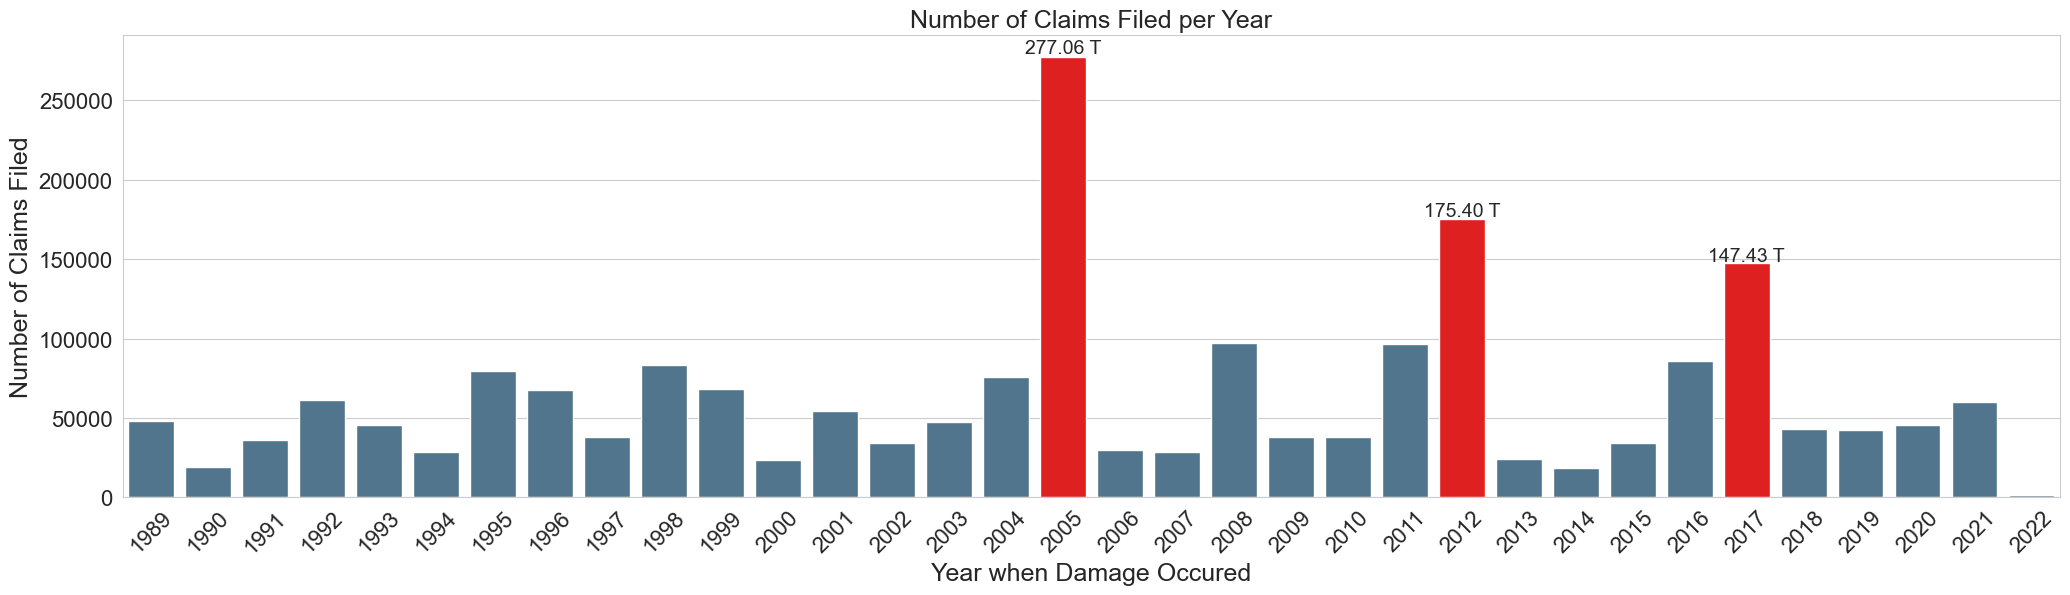 Number of Claims Filed per Year
277.06 T
175.40 T
147.43 T
Number of Claims Filed
250000
200000
150000
100000
50000
0
1989 1990 1991 1992 1993 1994 1995 1996 1997 1998 1999 2000 2001 2002 2003 2004 2005 2006 2007 2008 2009 2010 2011 2012 2013 2014 2015 2016 2017 2018 2019 2020 2021 2022
Year when Damage Occured